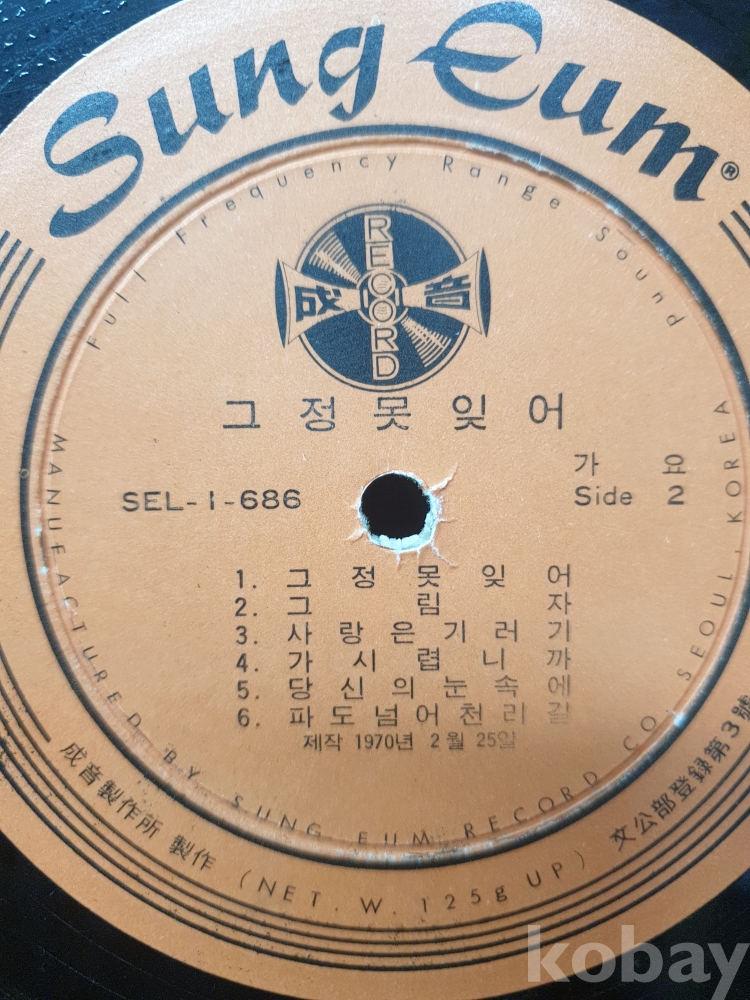 Sung Eum®
Full Frequency Range Sound
RECORD
成音
그정못잊어
가요
SEL-1-686
Side 2
1. 그정못잊어
2. 그림자
3. 사랑은기러기
4. 가시렵니까
5. 당신의눈속에
6. 파도넘어천리길
제작 1970년 2월 25일
MANUFACTURED BY SUNG EUM RECORD CO. SEOUL, KOREA
成音製作所 製作 (NET. W. 125g UP) 文公部登録第3號
kobay